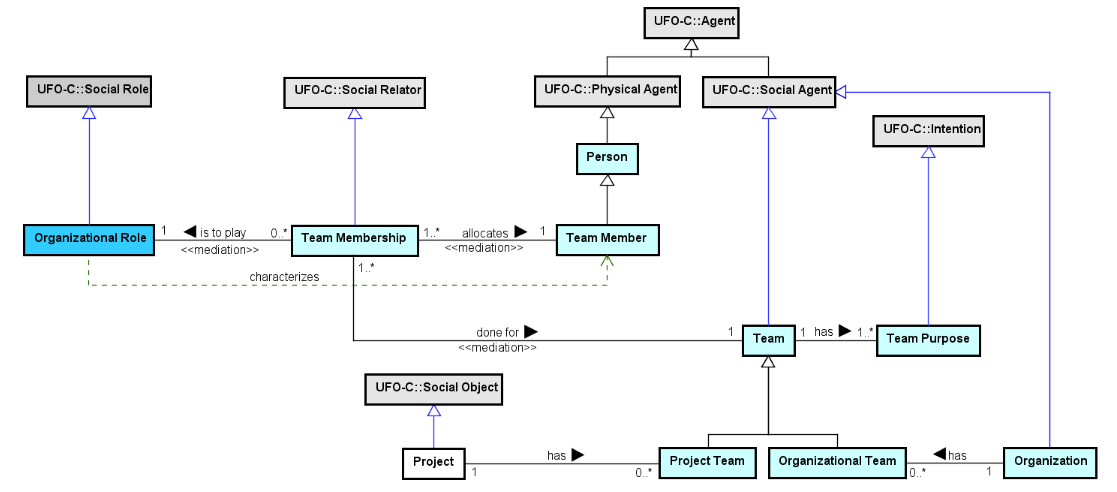 UFO-C::Agent
UFO-C::Social Role
UFO-C::Social Relator
UFO-C::Physical Agent
UFO-C::Social Agent
UFO-C::Intention
Person
Organizational Role
1
is to play
0..*
<<mediation>>
Team Membership
1..*
allocates
1
<<mediation>>
Team Member
characterizes
1..*
done for
1
<<mediation>>
Team
1
has
1..*
Team Purpose
UFO-C::Social Object
Project
1
has
0..*
Project Team
Organizational Team
0..*
has
1
Organization